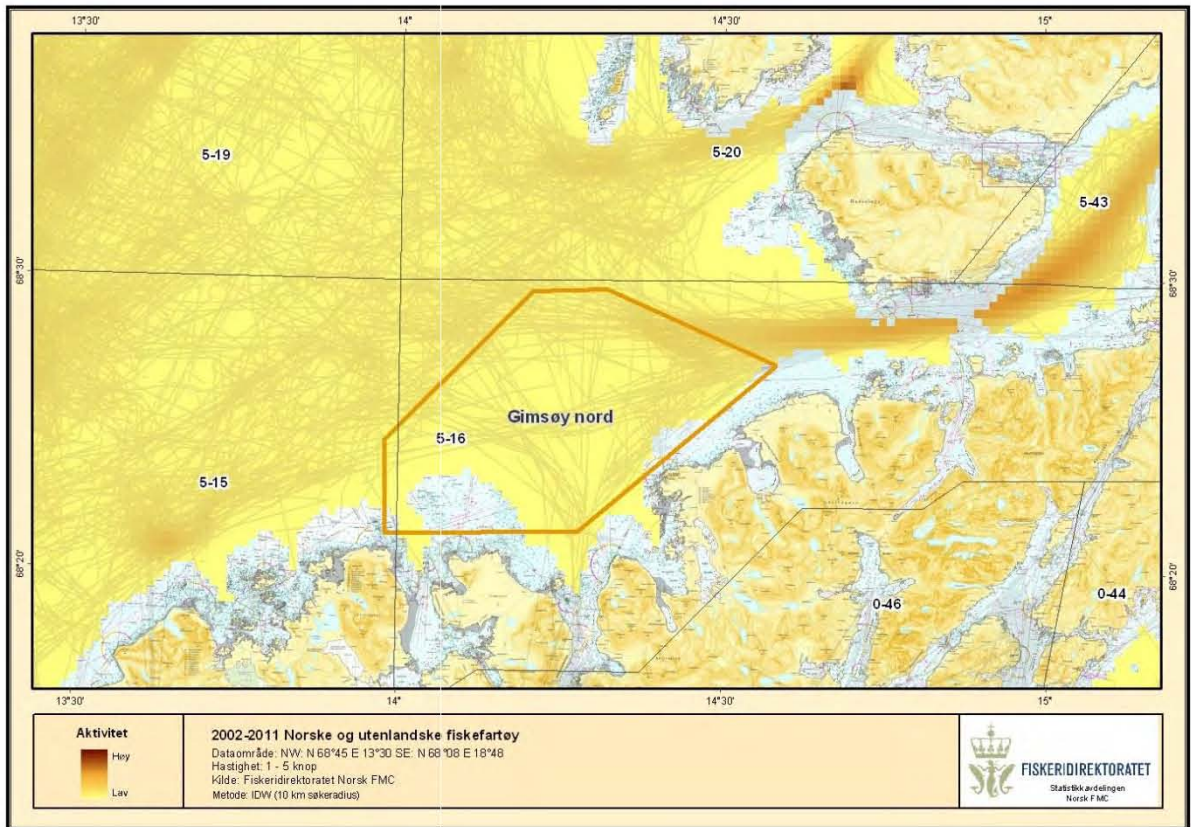 13°30'
14°
14°30'
15°
68°30'
68°30'
68°20'
68°20'
5-19
5-20
5-43
Gimsøy nord
5-16
5-15
0-46
0-44
13°30'
14°
14°30'
15°
Aktivitet
Høy
Lav
2002-2011 Norske og utenlandske fiskefartøy
Dataområde: NW: N 68°45 E 13°30 SE: N 68°08 E 18°48
Hastighet: 1 - 5 knop
Kilde: Fiskeridirektoratet Norsk FMC
Metode: IDW (10 km søkeradius)
FISKERIDIREKTORATET
Statistikkavdelingen
Norsk FMC